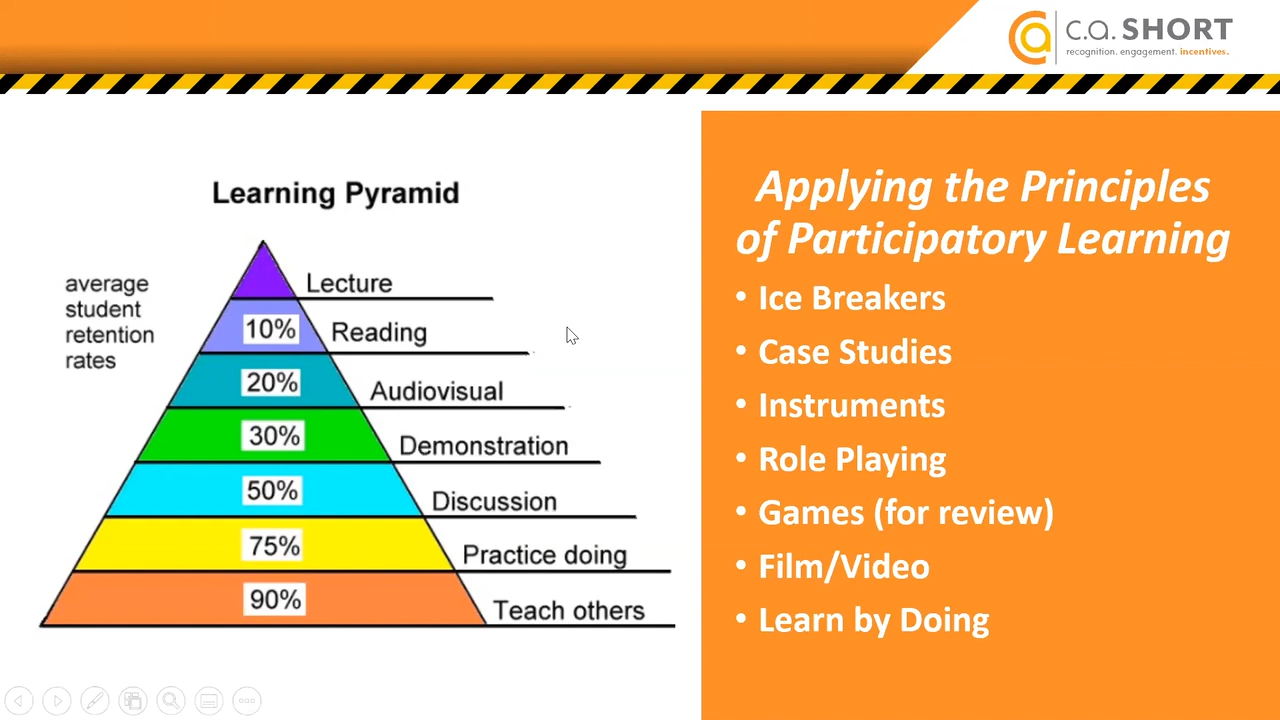 c.a. SHORT
recognition. engagement. incentives.
Learning Pyramid
average
student
retention
rates
Lecture
10%
Reading
20%
Audiovisual
30%
Demonstration
50%
Discussion
75%
Practice doing
90%
Teach others
Applying the Principles
of Participatory Learning
• Ice Breakers
• Case Studies
• Instruments
• Role Playing
• Games (for review)
• Film/Video
• Learn by Doing